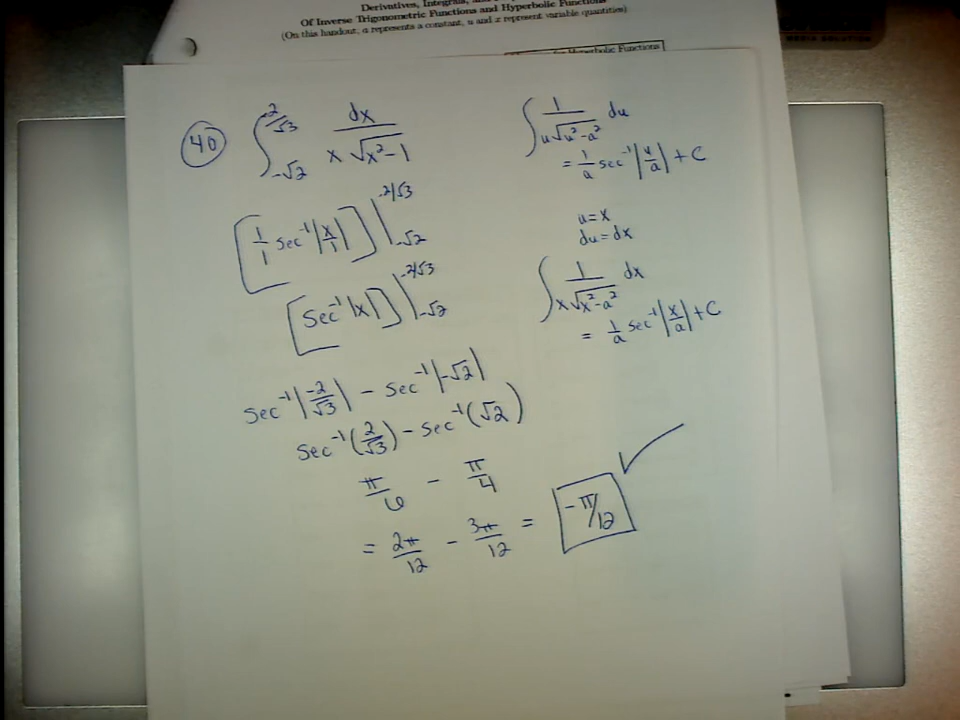 Derivatives, Integrals, and
Of Inverse Trigonometric Functions and Hyperbolic Functions
(On this handout, a represents a constant, u and x represent variable quantities)
Hyperbolic Functions
MEDIA SOLUTION
40 ∫_{-√2}^{-2/√3} dx / (x√(x²-1))
[1/1 sec⁻¹|x/1|] |_{-√2}^{-2/√3}
[sec⁻¹|x|] |_{-√2}^{-2/√3}
sec⁻¹|-2/√3| - sec⁻¹|-√2|
sec⁻¹(2/√3) - sec⁻¹(√2)
π/6 - π/4
= 2π/12 - 3π/12 = -π/12
∫ 1/(u√(u²-a²)) du
= 1/a sec⁻¹|u/a| + C
u=x
du=dx
∫ 1/(x√(x²-a²)) dx
= 1/a sec⁻¹|x/a| + C